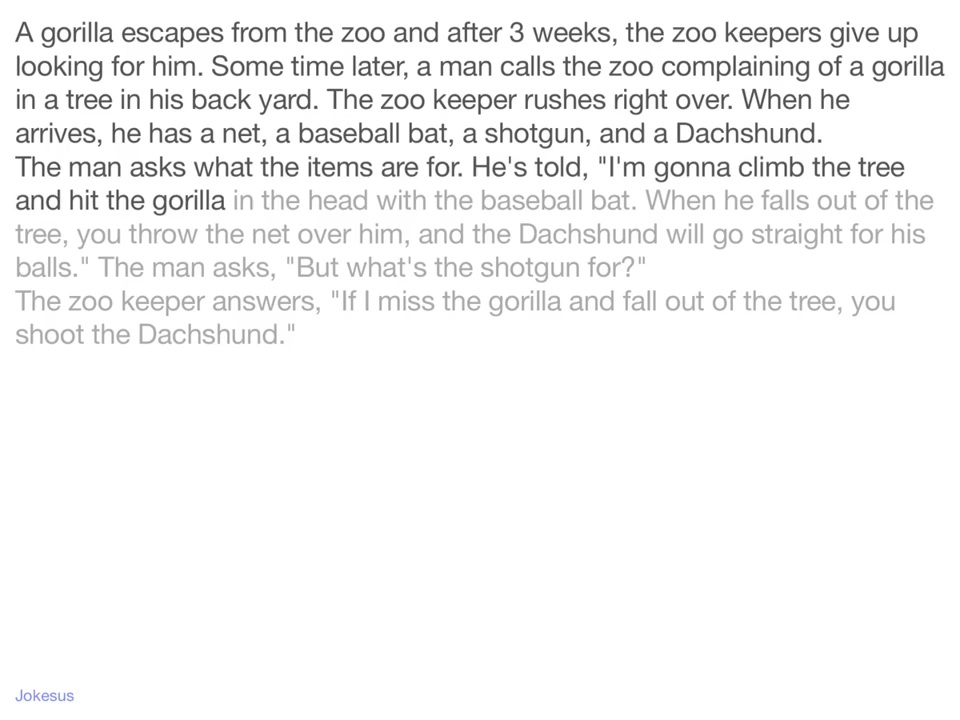 A gorilla escapes from the zoo and after 3 weeks, the zoo keepers give up
looking for him. Some time later, a man calls the zoo complaining of a gorilla
in a tree in his back yard. The zoo keeper rushes right over. When he
arrives, he has a net, a baseball bat, a shotgun, and a Dachshund.
The man asks what the items are for. He's told, "I'm gonna climb the tree
and hit the gorilla in the head with the baseball bat. When he falls out of the
tree, you throw the net over him, and the Dachshund will go straight for his
balls." The man asks, "But what's the shotgun for?"
The zoo keeper answers, "If I miss the gorilla and fall out of the tree, you
shoot the Dachshund."
Jokesus